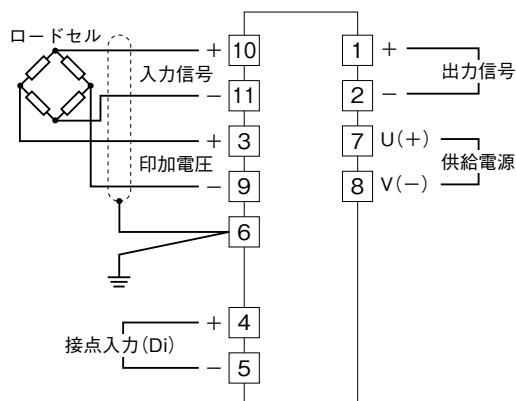 ロードセル
+ 10
入力信号
− 11
+ 3
印加電圧
− 9
6
+ 4
接点入力(Di)
− 5
1 +
出力信号
2 −
7 U(+)
供給電源
8 V(−)